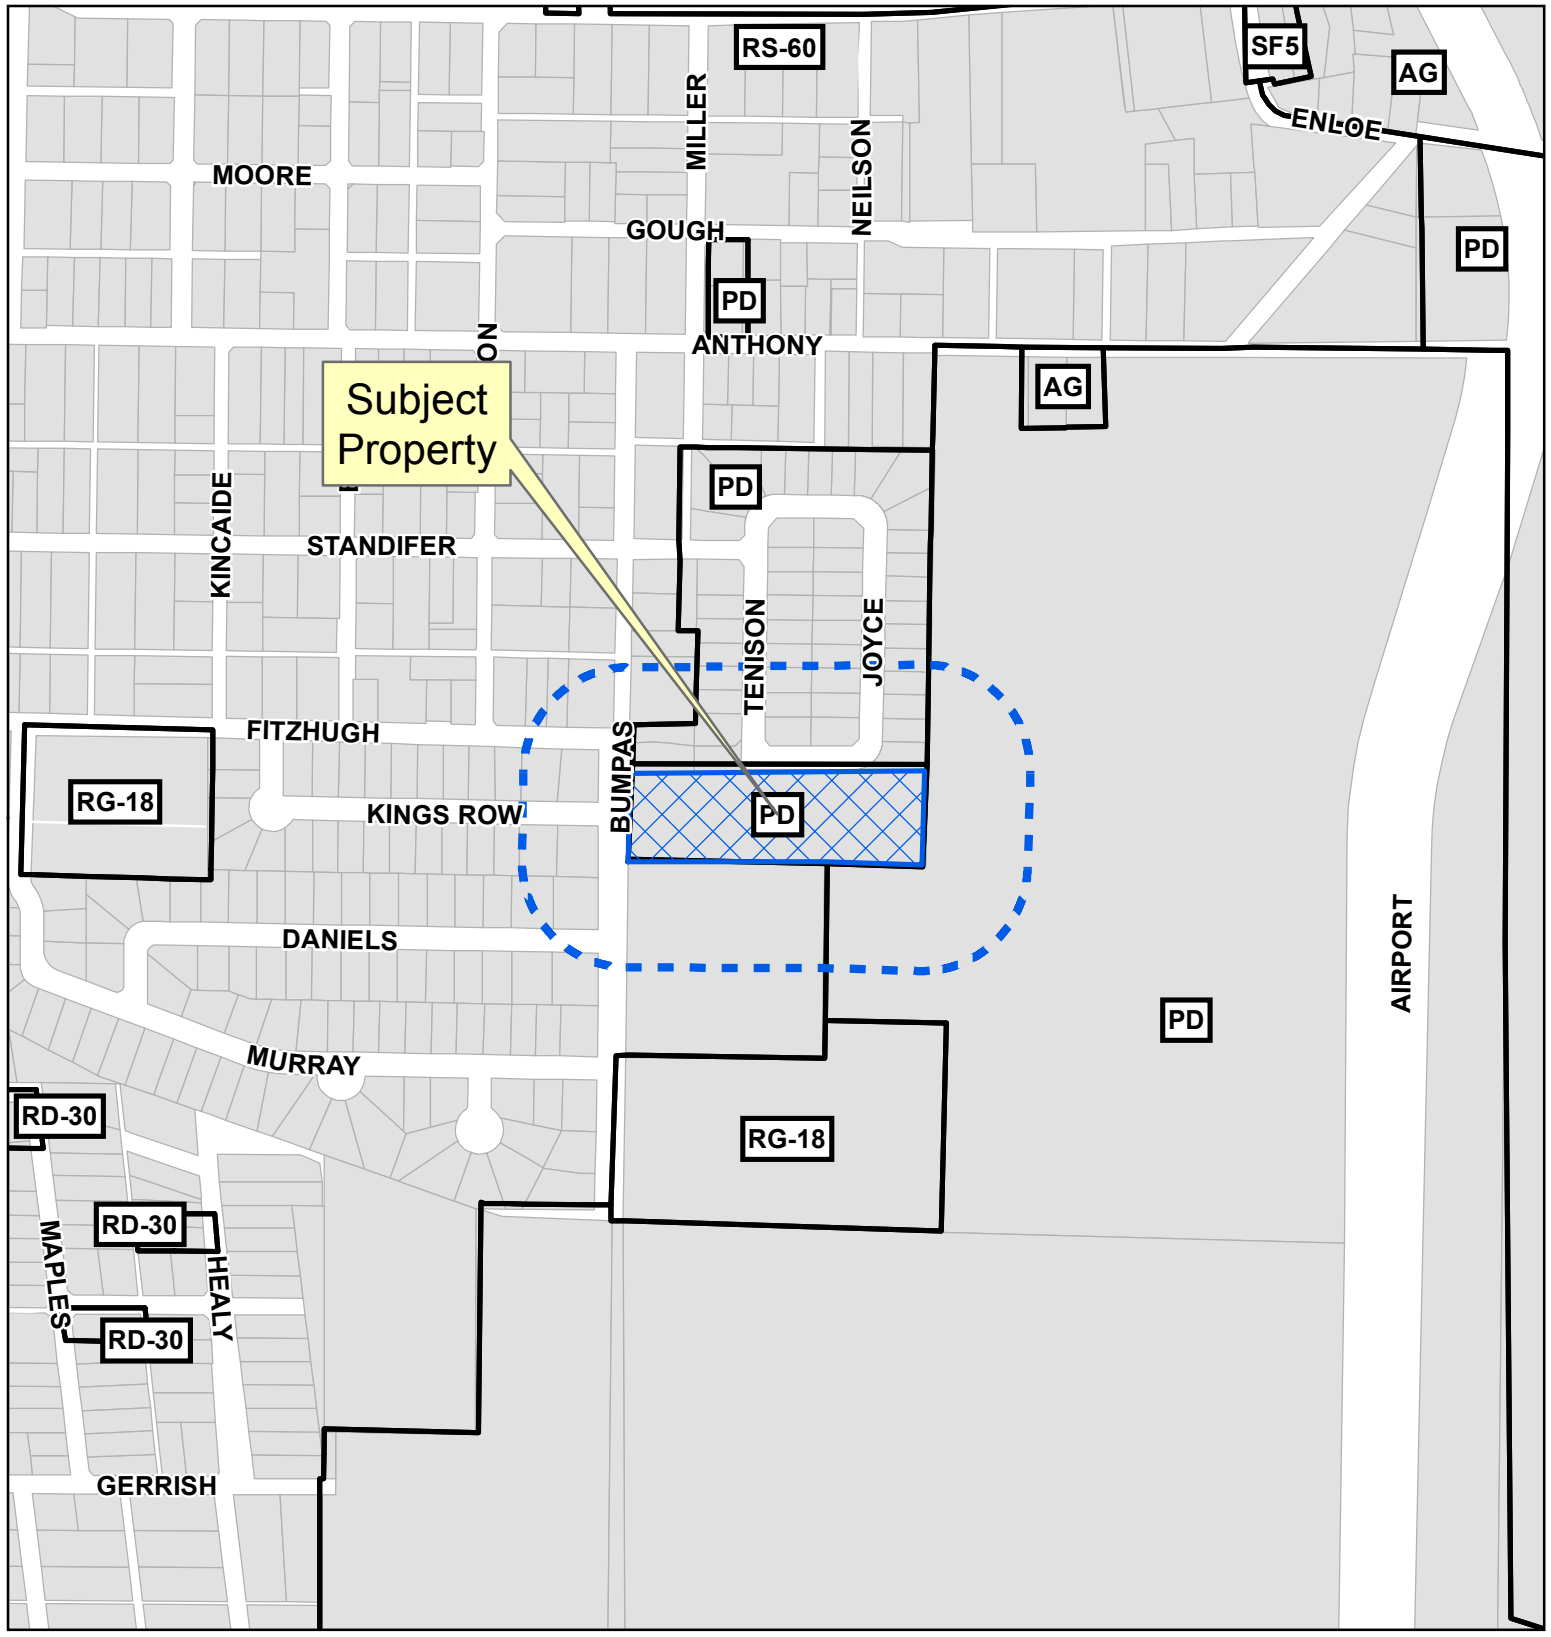 RS-60
SF5
AG
MILLER
ENLOE
NEILSON
MOORE
GOUGH
PD
PD
ON
ANTHONY
Subject
Property
AG
KINCAIDE
PD
STANDIFER
TENISON
JOYCE
FITZHUGH
BUMPAS
RG-18
KINGS ROW
PD
DANIELS
AIRPORT
PD
MURRAY
RD-30
RG-18
RD-30
MAPLES
HEALY
RD-30
GERRISH